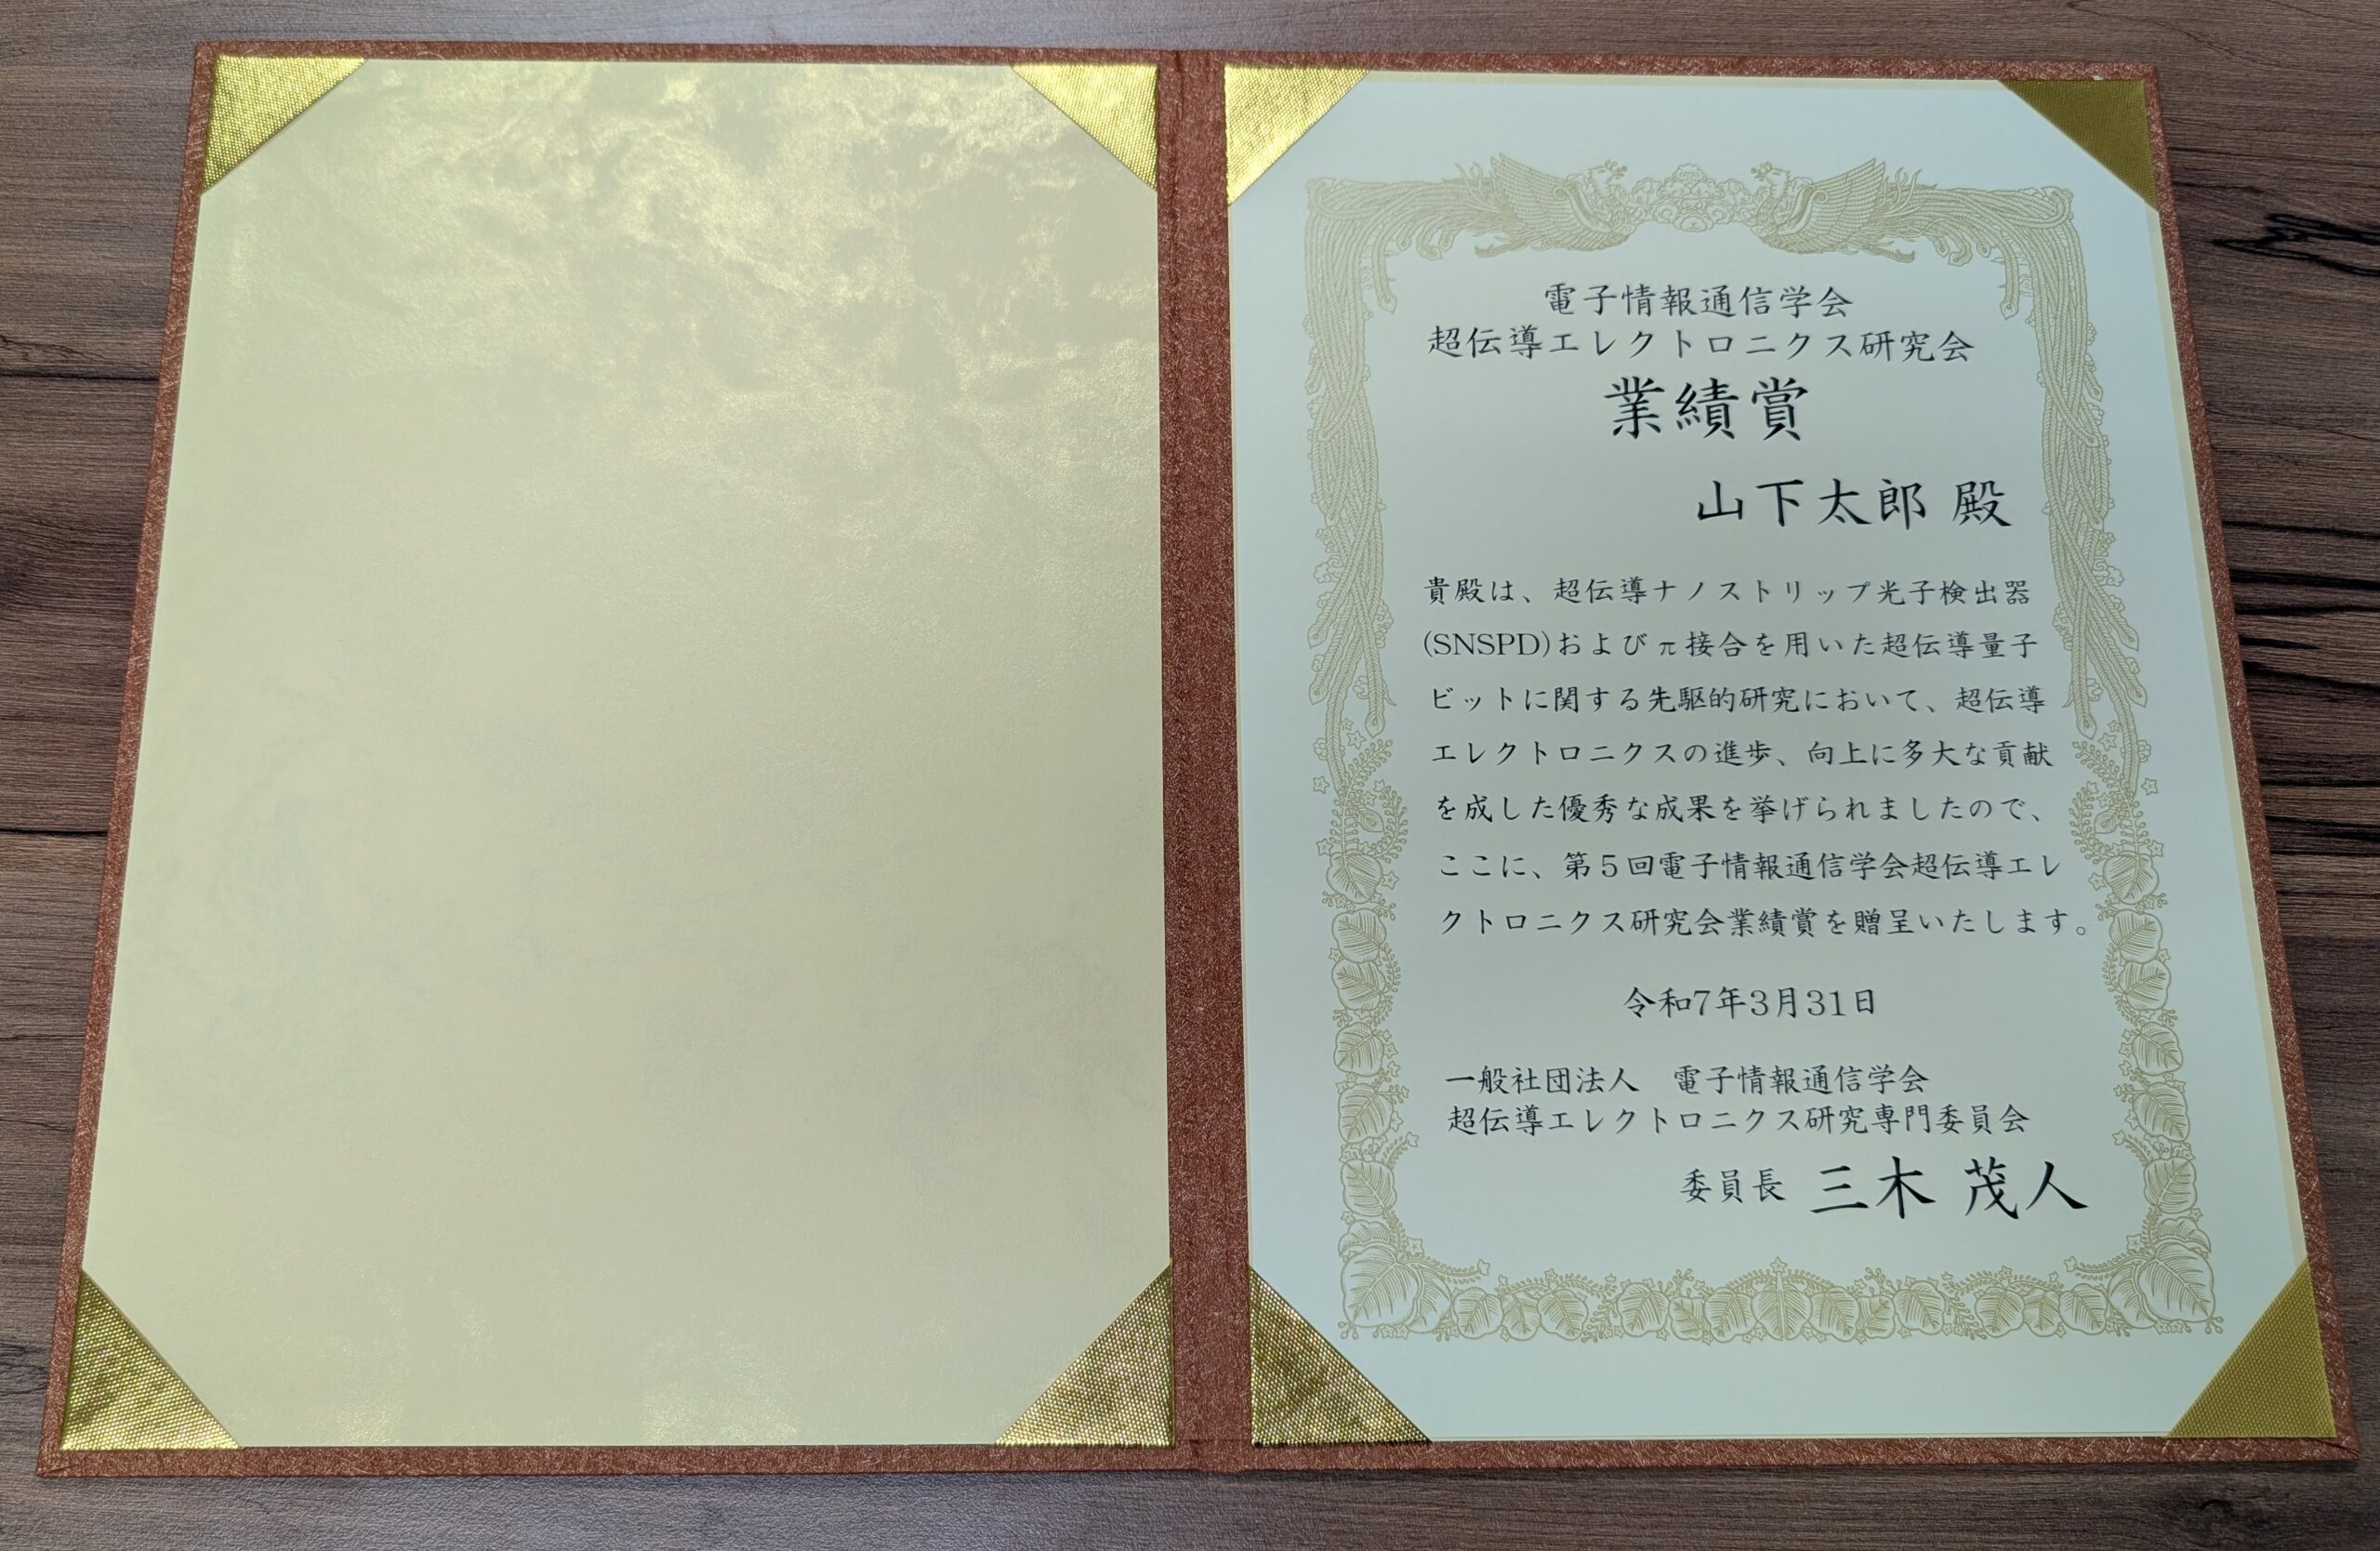 電子情報通信学会
超伝導エレクトロニクス研究会
業績賞
山下太郎 殿
貴殿は、超伝導ナノストリップ光子検出器
(SNSPD)およびπ接合を用いた超伝導量子
ビットに関する先駆的研究において、超伝導
エレクトロニクスの進歩、向上に多大な貢献
を成した優秀な成果を挙げられましたので、
ここに、第５回電子情報通信学会超伝導エレ
クトロニクス研究会業績賞を贈呈いたします。
令和7年3月31日
一般社団法人　電子情報通信学会
超伝導エレクトロニクス研究専門委員会
委員長 三木 茂人